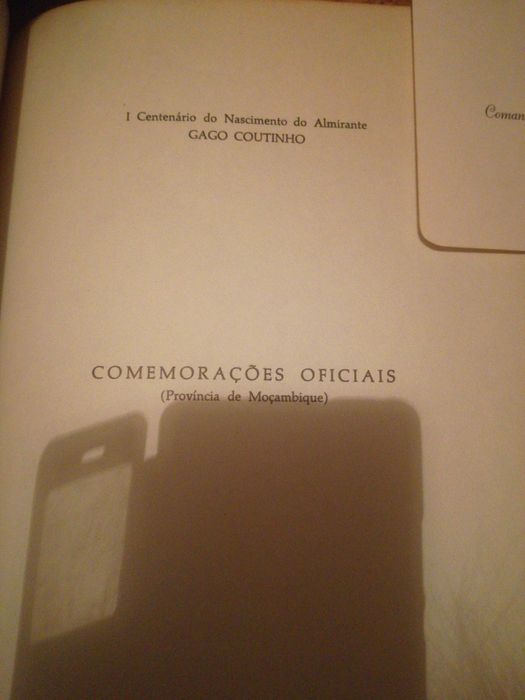 I Centenário do Nascimento do Almirante
GAGO COUTINHO
Coman
COMEMORAÇÕES OFICIAIS
(Província de Moçambique)